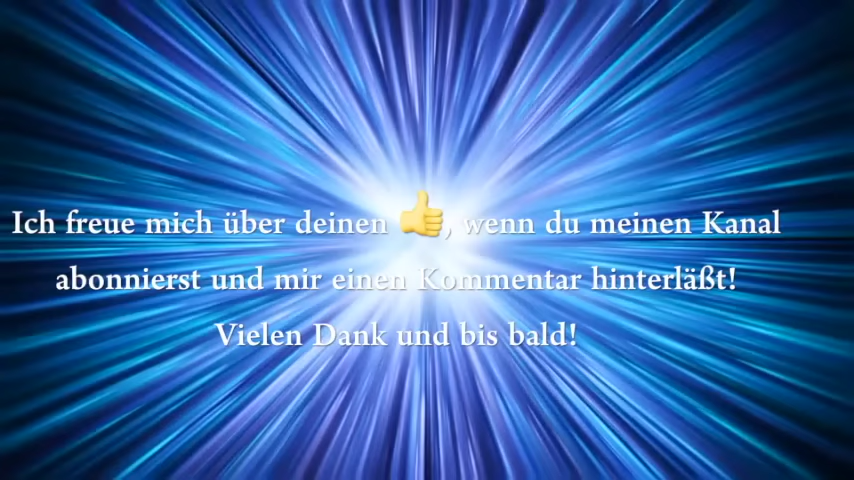 Ich freue mich über deinen 👍, wenn du meinen Kanal
abonnierst und mir einen Kommentar hinterläßt!
Vielen Dank und bis bald!